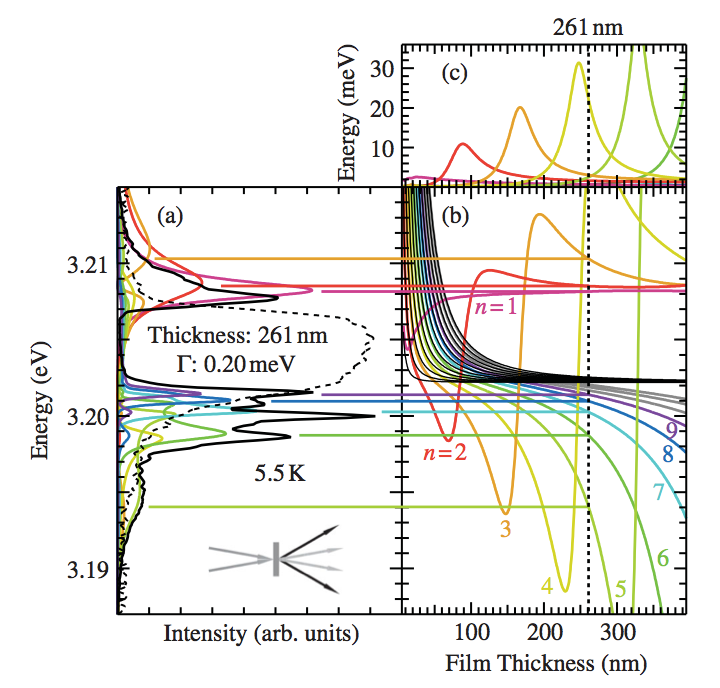 261 nm
Energy (meV)
30
20
10
(c)
(a)
(b)
Energy (eV)
3.21
3.20
3.19
Thickness: 261 nm
Γ: 0.20 meV
5.5 K
n=1
n=2
3
4
5
6
7
8
9
100
200
300
Intensity (arb. units)
Film Thickness (nm)